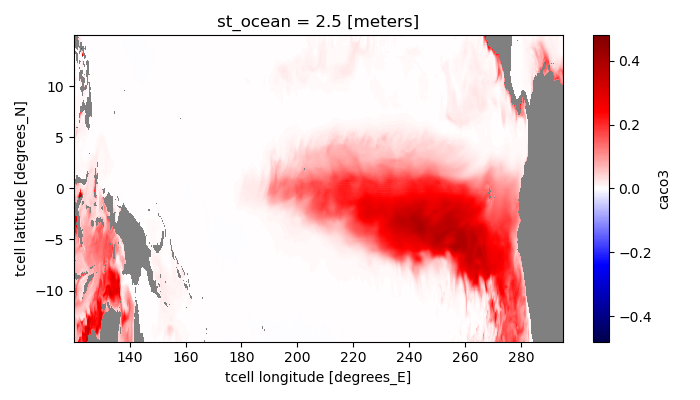 st_ocean = 2.5 [meters]
10
5
0
−5
−10
tcell latitude [degrees_N]
140 160 180 200 220 240 260 280
tcell longitude [degrees_E]
0.4
0.2
0.0
−0.2
−0.4
caco3